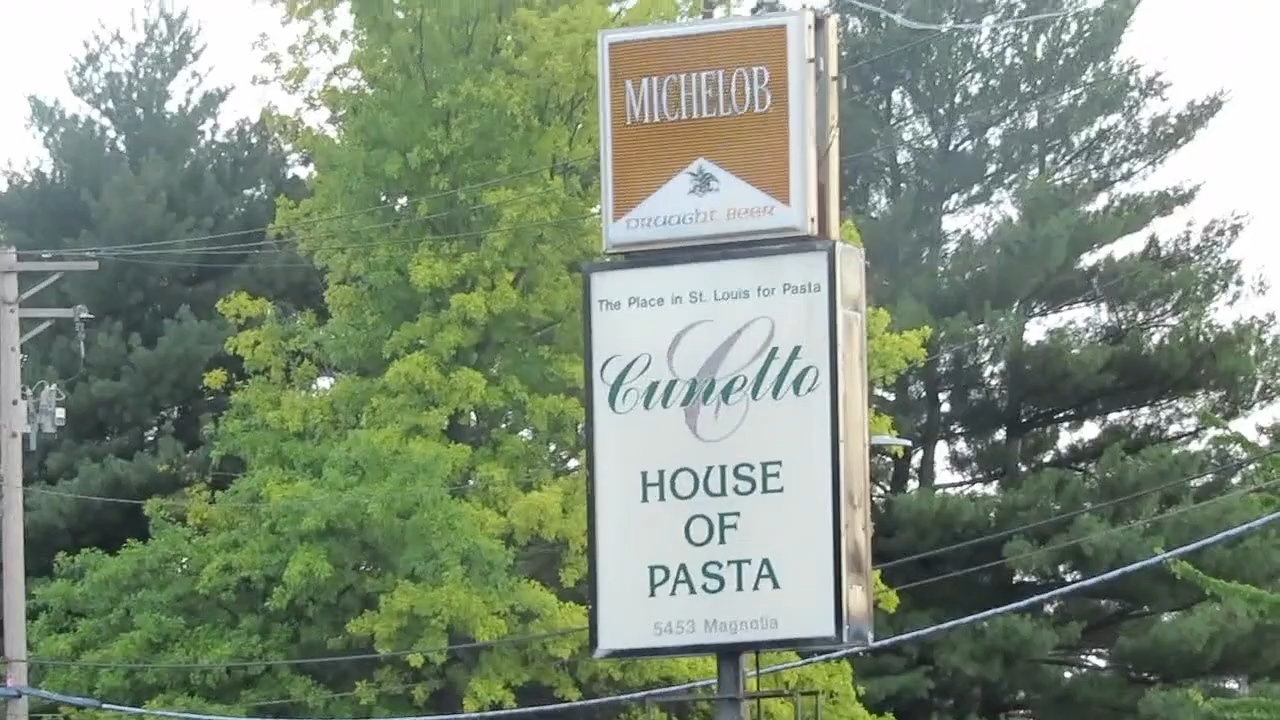 MICHELOB
DRAUGHT BEER
The Place in St. Louis for Pasta
C
Cunetto
HOUSE
OF
PASTA
5453 Magnolia